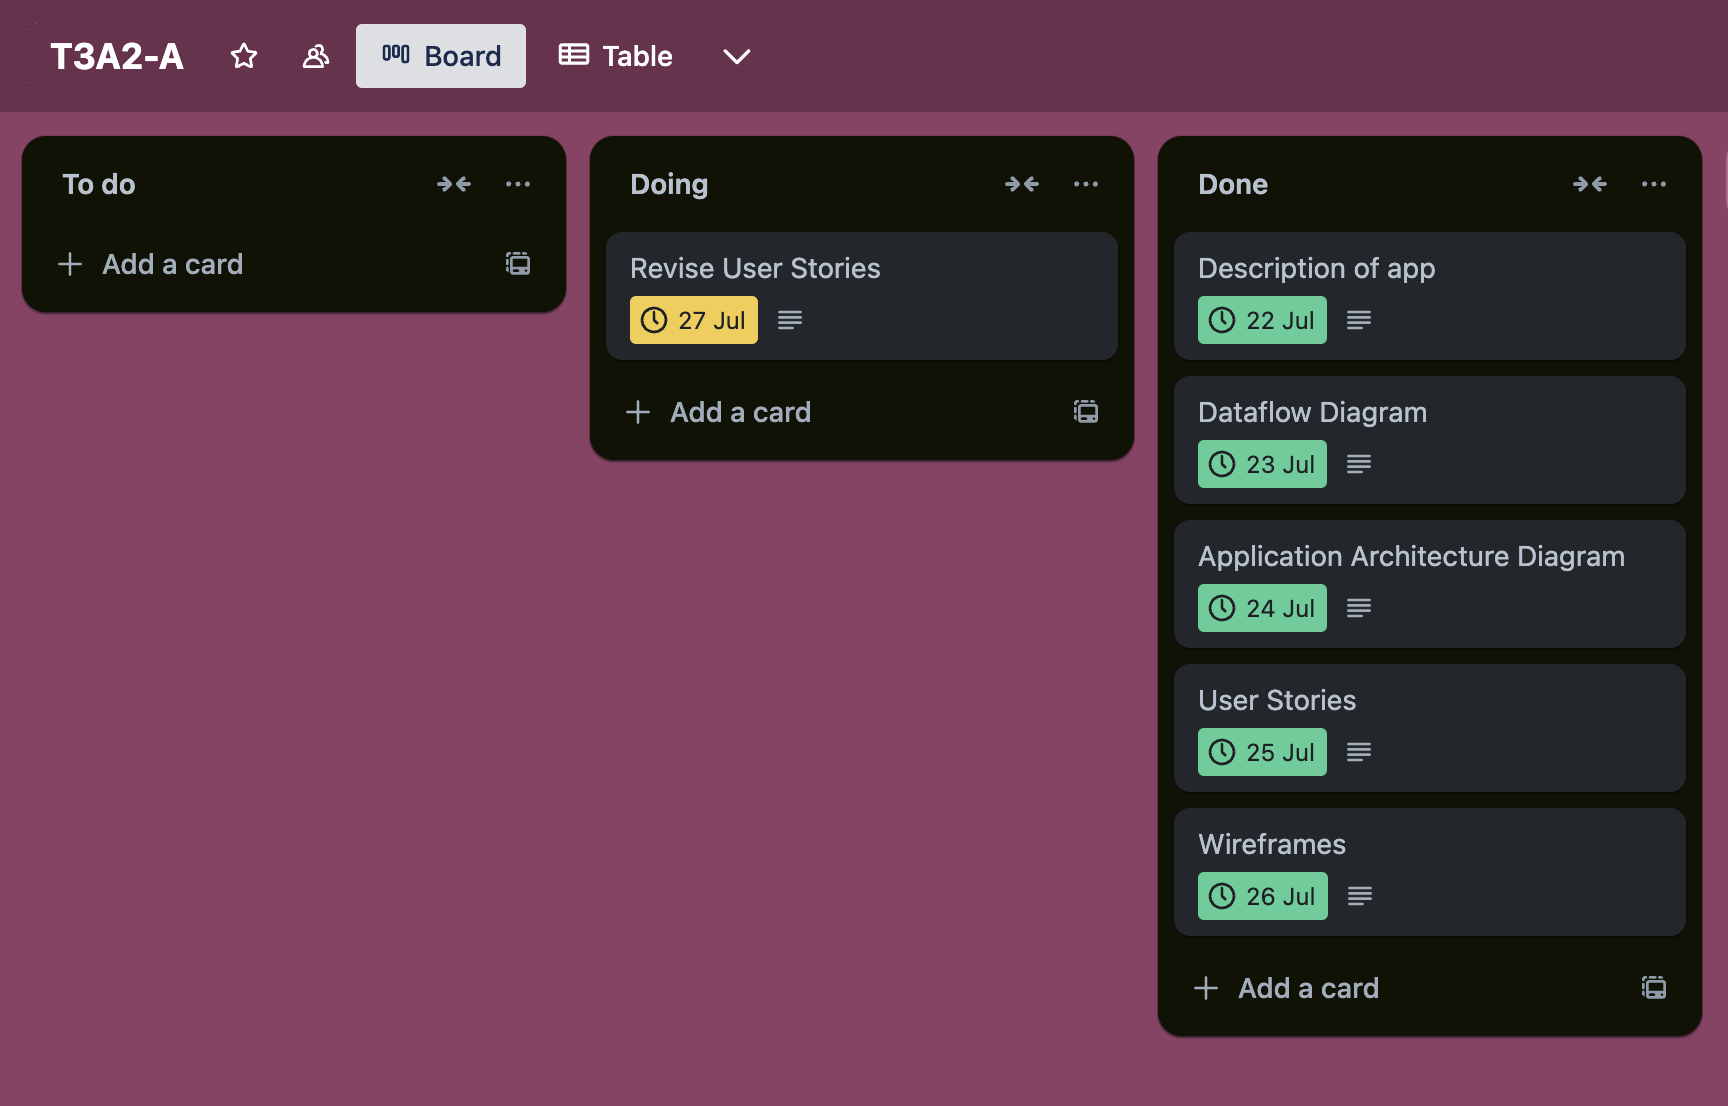 T3A2-A Board Table
To do
Add a card
Doing
Revise User Stories
27 Jul
Add a card
Done
Description of app
22 Jul
Dataflow Diagram
23 Jul
Application Architecture Diagram
24 Jul
User Stories
25 Jul
Wireframes
26 Jul
Add a card